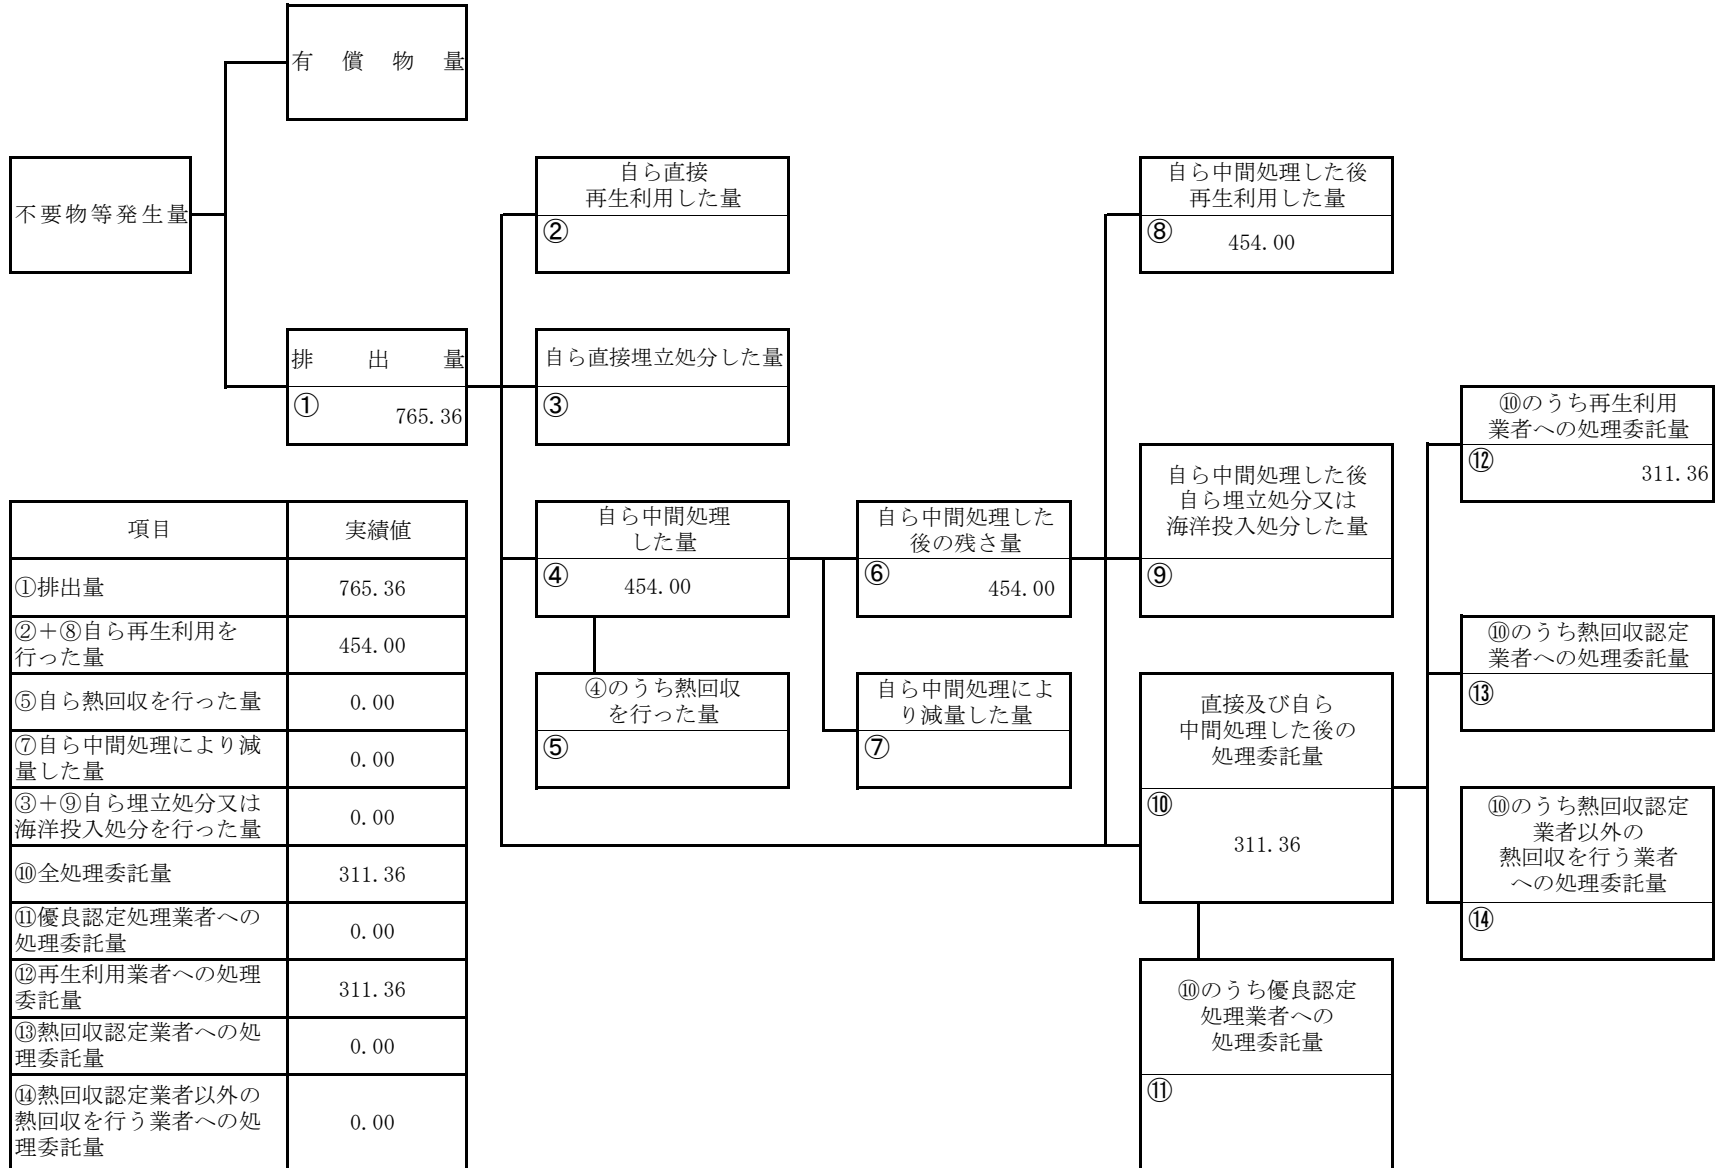 有償物量
不要物等発生量
排出量
①
765.36
自ら直接
再生利用した量
②
自ら直接埋立処分した量
③
自ら中間処理
した量
④
454.00
④のうち熱回収
を行った量
⑤
自ら中間処理した
後の残さ量
⑥
454.00
自ら中間処理によ
り減量した量
⑦
自ら中間処理した後
再生利用した量
⑧
454.00
自ら中間処理した後
自ら埋立処分又は
海洋投入処分した量
⑨
直接及び自ら
中間処理した後の
処理委託量
⑩
311.36
⑩のうち優良認定
処理業者への
処理委託量
⑪
⑩のうち再生利用
業者への処理委託量
⑫
311.36
⑩のうち熱回収認定
業者への処理委託量
⑬
⑩のうち熱回収認定
業者以外の
熱回収を行う業者
への処理委託量
⑭
項目 実績値
①排出量 765.36
②＋⑧自ら再生利用を
行った量 454.00
⑤自ら熱回収を行った量 0.00
⑦自ら中間処理により減
量した量 0.00
③＋⑨自ら埋立処分又は
海洋投入処分を行った量 0.00
⑩全処理委託量 311.36
⑪優良認定処理業者への
処理委託量 0.00
⑫再生利用業者への処理
委託量 311.36
⑬熱回収認定業者への処
理委託量 0.00
⑭熱回収認定業者以外の
熱回収を行う業者への処
理委託量 0.00